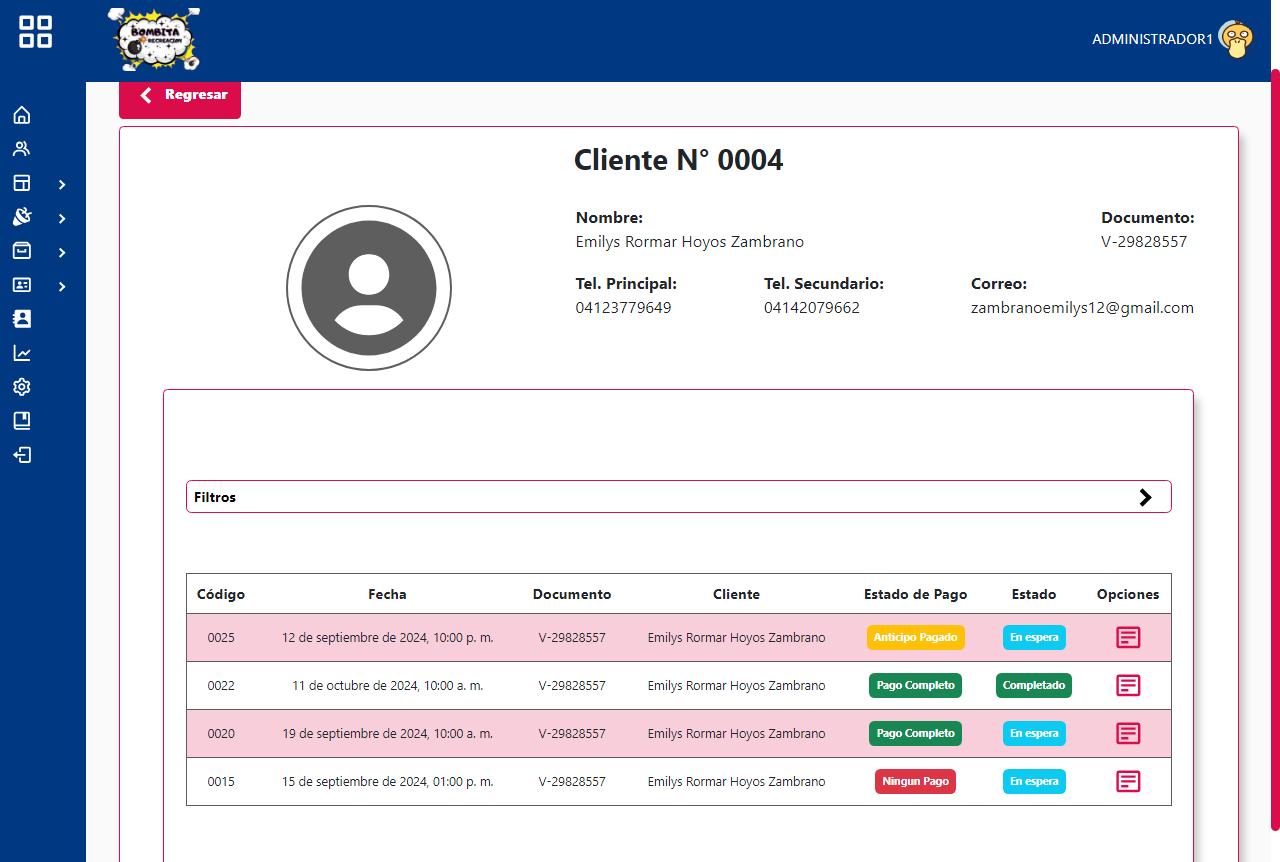 BOMBITA
RECREACION
ADMINISTRADOR1
Regresar
Cliente N° 0004
Nombre: Documento:
Emilys Rormar Hoyos Zambrano V-29828557
Tel. Principal: Tel. Secundario: Correo:
04123779649 04142079662 zambranoemilys12@gmail.com
Filtros
Código Fecha Documento Cliente Estado de Pago Estado Opciones
0025 12 de septiembre de 2024, 10:00 p. m. V-29828557 Emilys Rormar Hoyos Zambrano Anticipo Pagado En espera
0022 11 de octubre de 2024, 10:00 a. m. V-29828557 Emilys Rormar Hoyos Zambrano Pago Completo Completado
0020 19 de septiembre de 2024, 10:00 a. m. V-29828557 Emilys Rormar Hoyos Zambrano Pago Completo En espera
0015 15 de septiembre de 2024, 01:00 p. m. V-29828557 Emilys Rormar Hoyos Zambrano Ningun Pago En espera